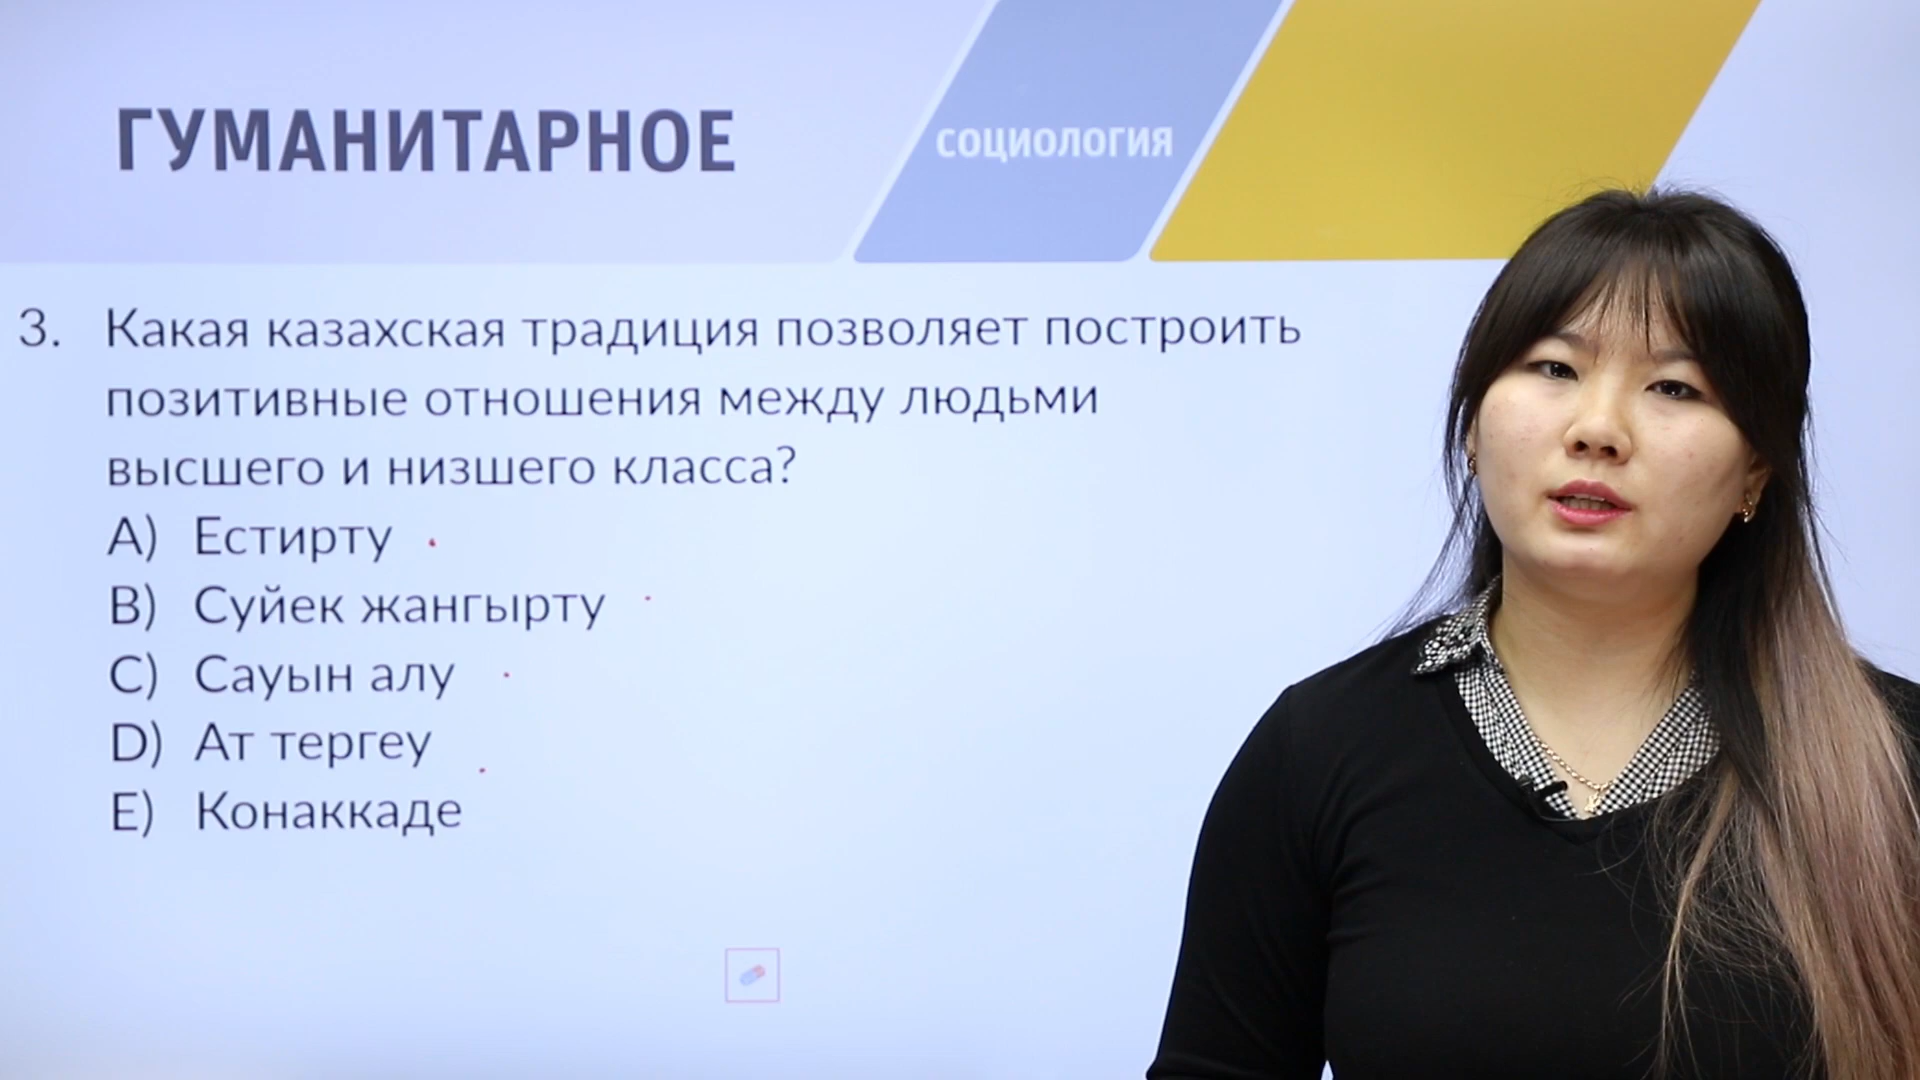 ГУМАНИТАРНОЕ
социология
3. Какая казахская традиция позволяет построить
позитивные отношения между людьми
высшего и низшего класса?
A) Естирту
B) Суйек жангырту
C) Сауын алу
D) Ат тергеу
E) Конаккаде